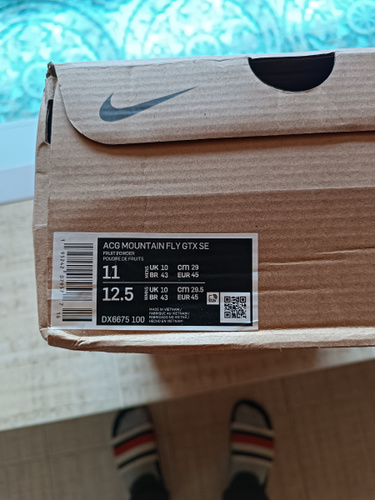 ACG MOUNTAIN FLY GTX SE
FRUITPOWDER
POUDRE DE FRUITS
11 MENS UK 10 CM 29
BR 43 EUR 45
12.5 UK 10 CM 29.5
BR 43 EUR 45
MADE IN VIETNAM /
FABRIQUÉ AU VIETNAM /
HECHO EN VIETNAM
DX6675 100